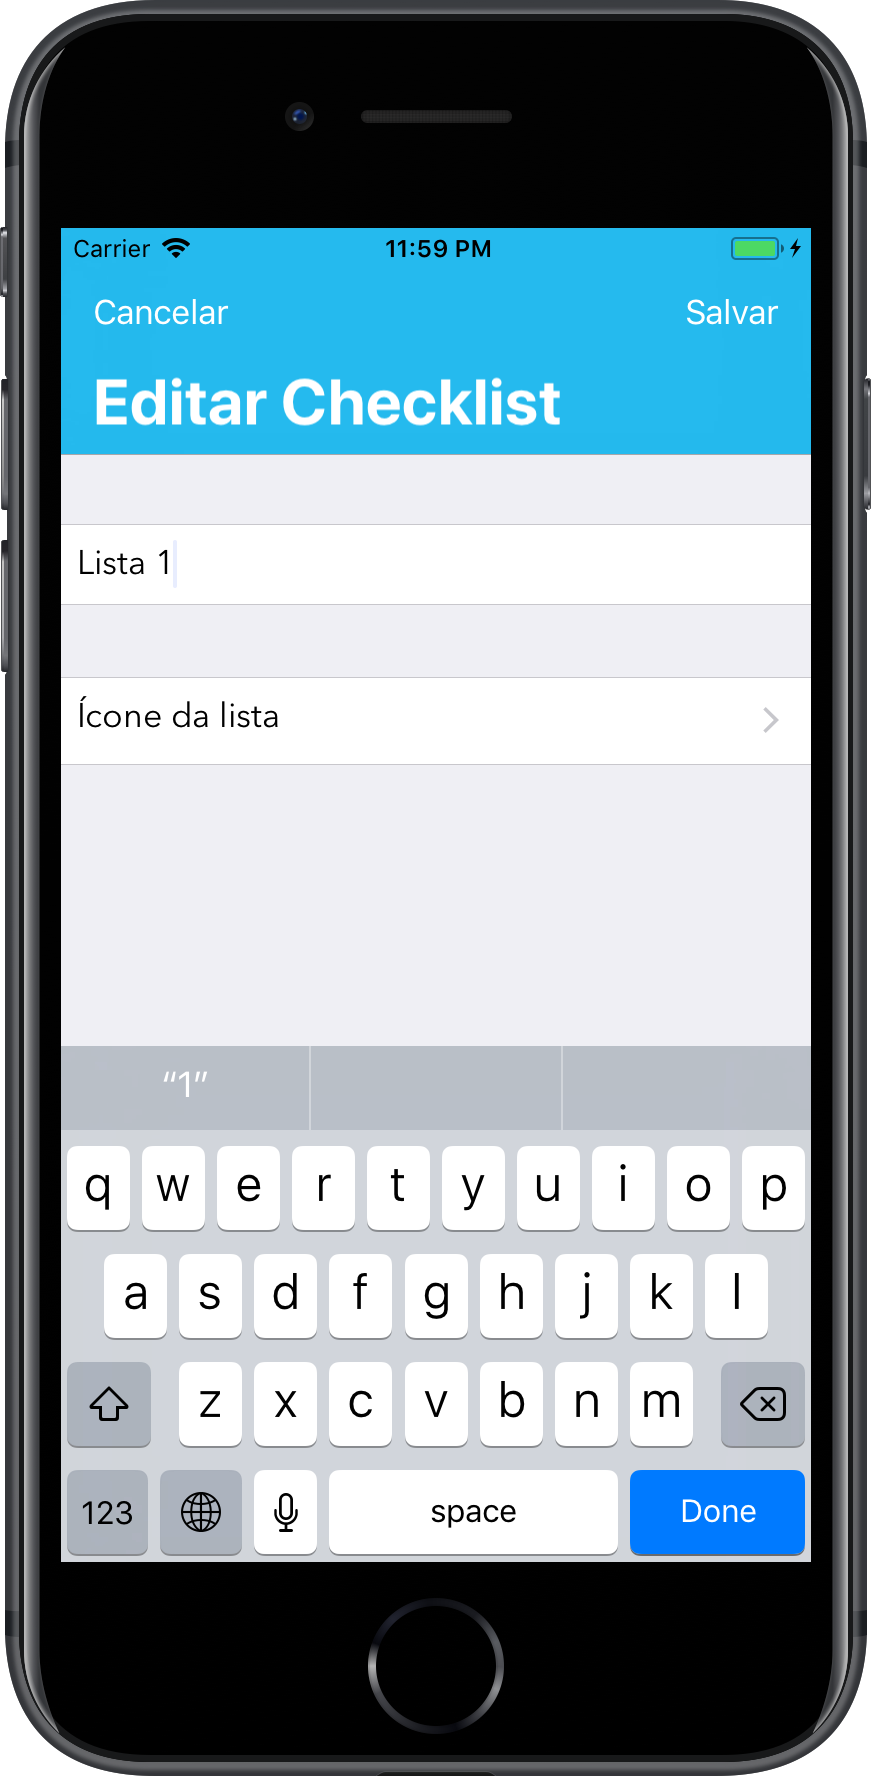 Carrier 11:59 PM
Cancelar Salvar
Editar Checklist
Lista 1
Ícone da lista
“1”
q w e r t y u i o p
a s d f g h j k l
z x c v b n m
123 space Done